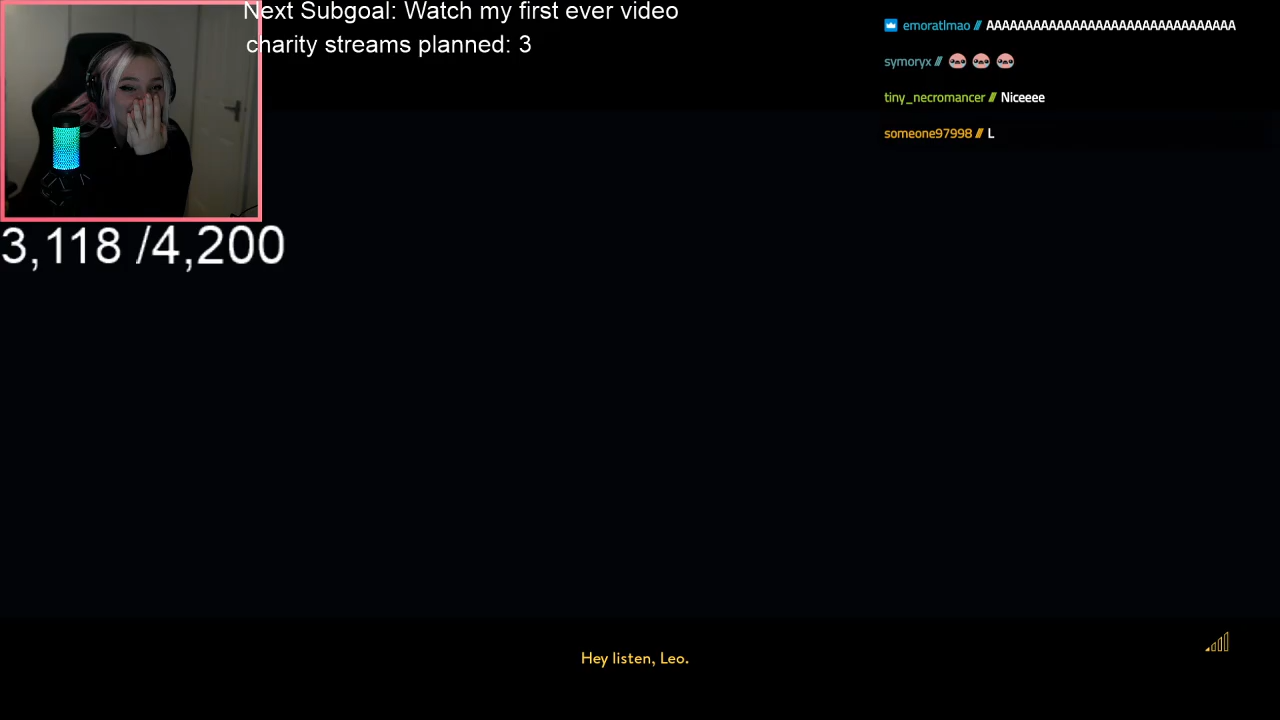 Next Subgoal: Watch my first ever video
charity streams planned: 3
emoratlmao // AAAAAAAAAAAAAAAAAAAAAAAAAAAAAAAA
symoryx //
tiny_necromancer // Niceeee
someone97998 // L
3,118 /4,200
Hey listen, Leo.